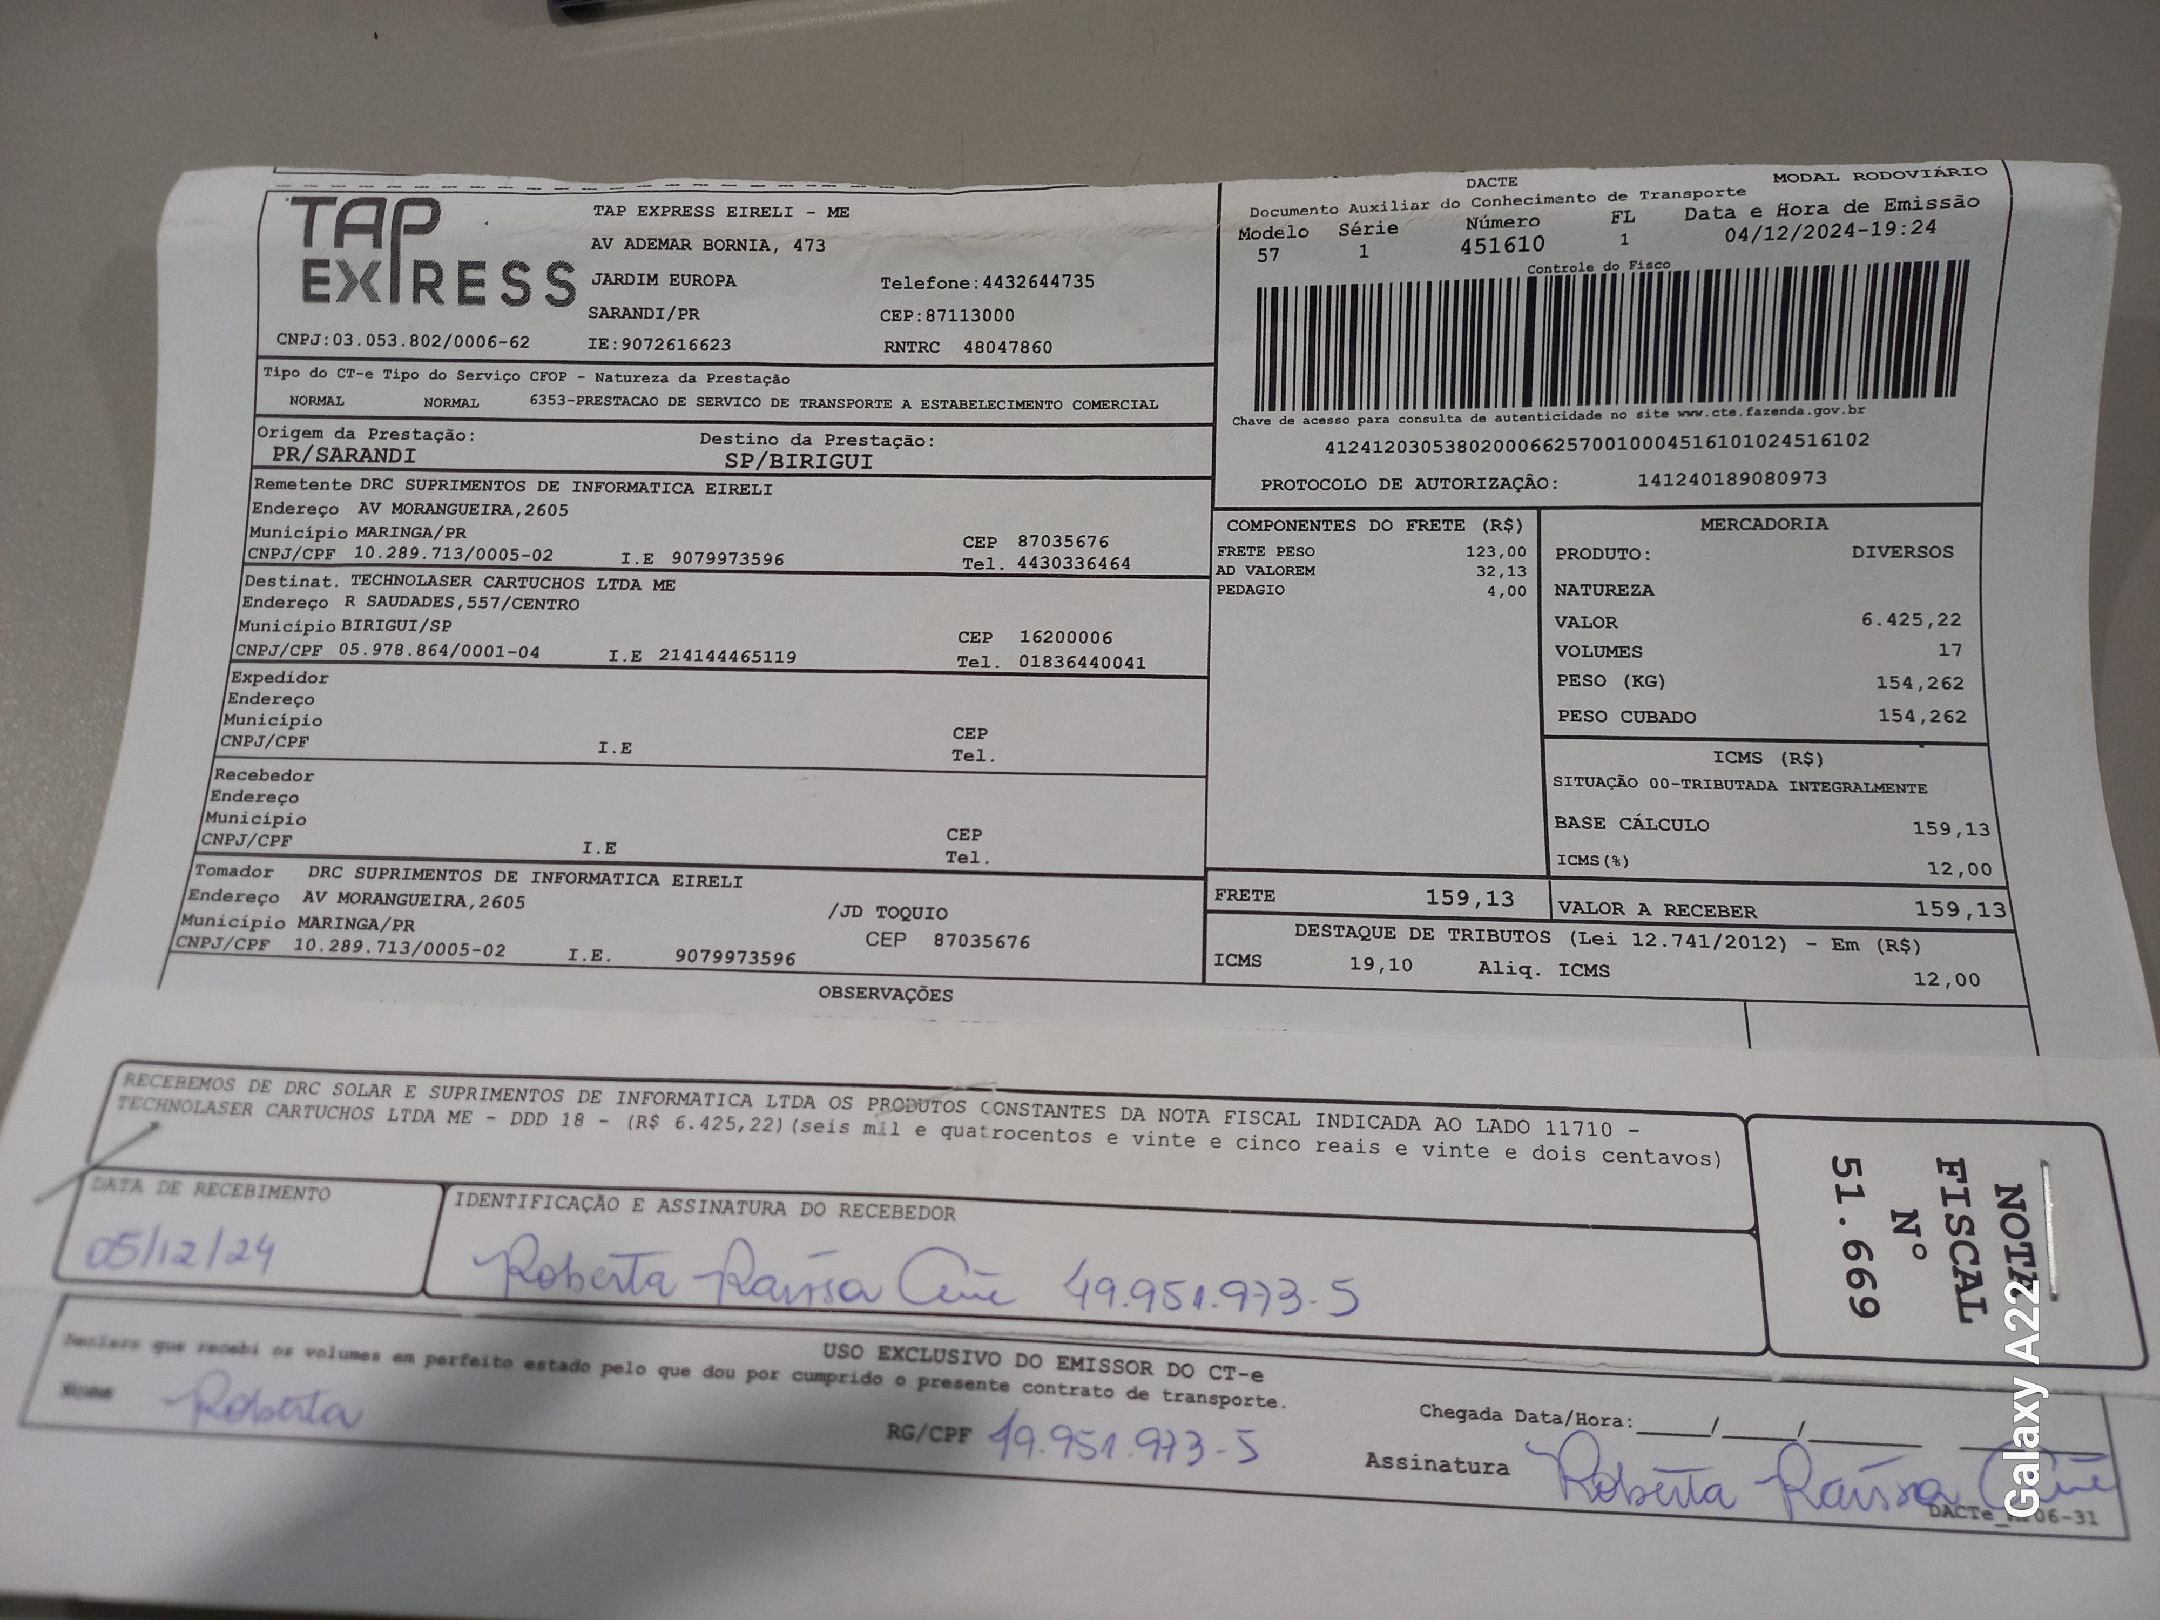 TAP
EXPRESS
TAP EXPRESS EIRELI - ME
AV ADEMAR BORNIA, 473
JARDIM EUROPA
Telefone:4432644735
SARANDI/PR
CEP:87113000
CNPJ:03.053.802/0006-62
IE:9072616623
RNTRC 48047860
DACTE
MODAL RODOVIÁRIO
Documento Auxiliar do Conhecimento de Transporte
Modelo Série Número FL Data e Hora de Emissão
57 1 451610 1 04/12/2024-19:24
Controle do Fisco
Chave de acesso para consulta de autenticidade no site www.cte.fazenda.gov.br
41241203053802000662570010004516101024516102
PROTOCOLO DE AUTORIZAÇÃO: 141240189080973
Tipo do CT-e Tipo do Serviço CFOP - Natureza da Prestação
NORMAL NORMAL 6353-PRESTACAO DE SERVICO DE TRANSPORTE A ESTABELECIMENTO COMERCIAL
Origem da Prestação: Destino da Prestação:
PR/SARANDI SP/BIRIGUI
Remetente DRC SUPRIMENTOS DE INFORMATICA EIRELI
Endereço AV MORANGUEIRA,2605
Município MARINGA/PR CEP 87035676
CNPJ/CPF 10.289.713/0005-02 I.E 9079973596 Tel. 4430336464
Destinat. TECHNOLASER CARTUCHOS LTDA ME
Endereço R SAUDADES,557/CENTRO
Município BIRIGUI/SP CEP 16200006
CNPJ/CPF 05.978.864/0001-04 I.E 214144465119 Tel. 01836440041
Expedidor
Endereço
Município CEP
CNPJ/CPF I.E Tel.
Recebedor
Endereço
Município CEP
CNPJ/CPF I.E Tel.
Tomador DRC SUPRIMENTOS DE INFORMATICA EIRELI
Endereço AV MORANGUEIRA,2605 /JD TOQUIO
Município MARINGA/PR CEP 87035676
CNPJ/CPF 10.289.713/0005-02 I.E. 9079973596
COMPONENTES DO FRETE (R$)
FRETE PESO 123,00
AD VALOREM 32,13
PEDAGIO 4,00
MERCADORIA
PRODUTO: DIVERSOS
NATUREZA
VALOR 6.425,22
VOLUMES 17
PESO (KG) 154,262
PESO CUBADO 154,262
ICMS (R$)
SITUAÇÃO 00-TRIBUTADA INTEGRALMENTE
BASE CÁLCULO 159,13
ICMS(%) 12,00
FRETE 159,13 VALOR A RECEBER 159,13
DESTAQUE DE TRIBUTOS (Lei 12.741/2012) - Em (R$)
ICMS 19,10 Aliq. ICMS 12,00
OBSERVAÇÕES
RECEBEMOS DE DRC SOLAR E SUPRIMENTOS DE INFORMATICA LTDA OS PRODUTOS CONSTANTES DA NOTA FISCAL INDICADA AO LADO 11710 -
TECHNOLASER CARTUCHOS LTDA ME - DDD 18 - (R$ 6.425,22)(seis mil e quatrocentos e vinte e cinco reais e vinte e dois centavos)
DATA DE RECEBIMENTO IDENTIFICAÇÃO E ASSINATURA DO RECEBEDOR
05/12/24 Roberta Raissa 49.951.973-5
NOTA
FISCAL
Nº
51.669
USO EXCLUSIVO DO EMISSOR DO CT-e
Declaro que recebi os volumes em perfeito estado pelo que dou por cumprido o presente contrato de transporte.
Nome Roberta RG/CPF 49.951.973-5
Chegada Data/Hora:____/____/____
Assinatura Roberta Raissa
06-31
Galaxy A22